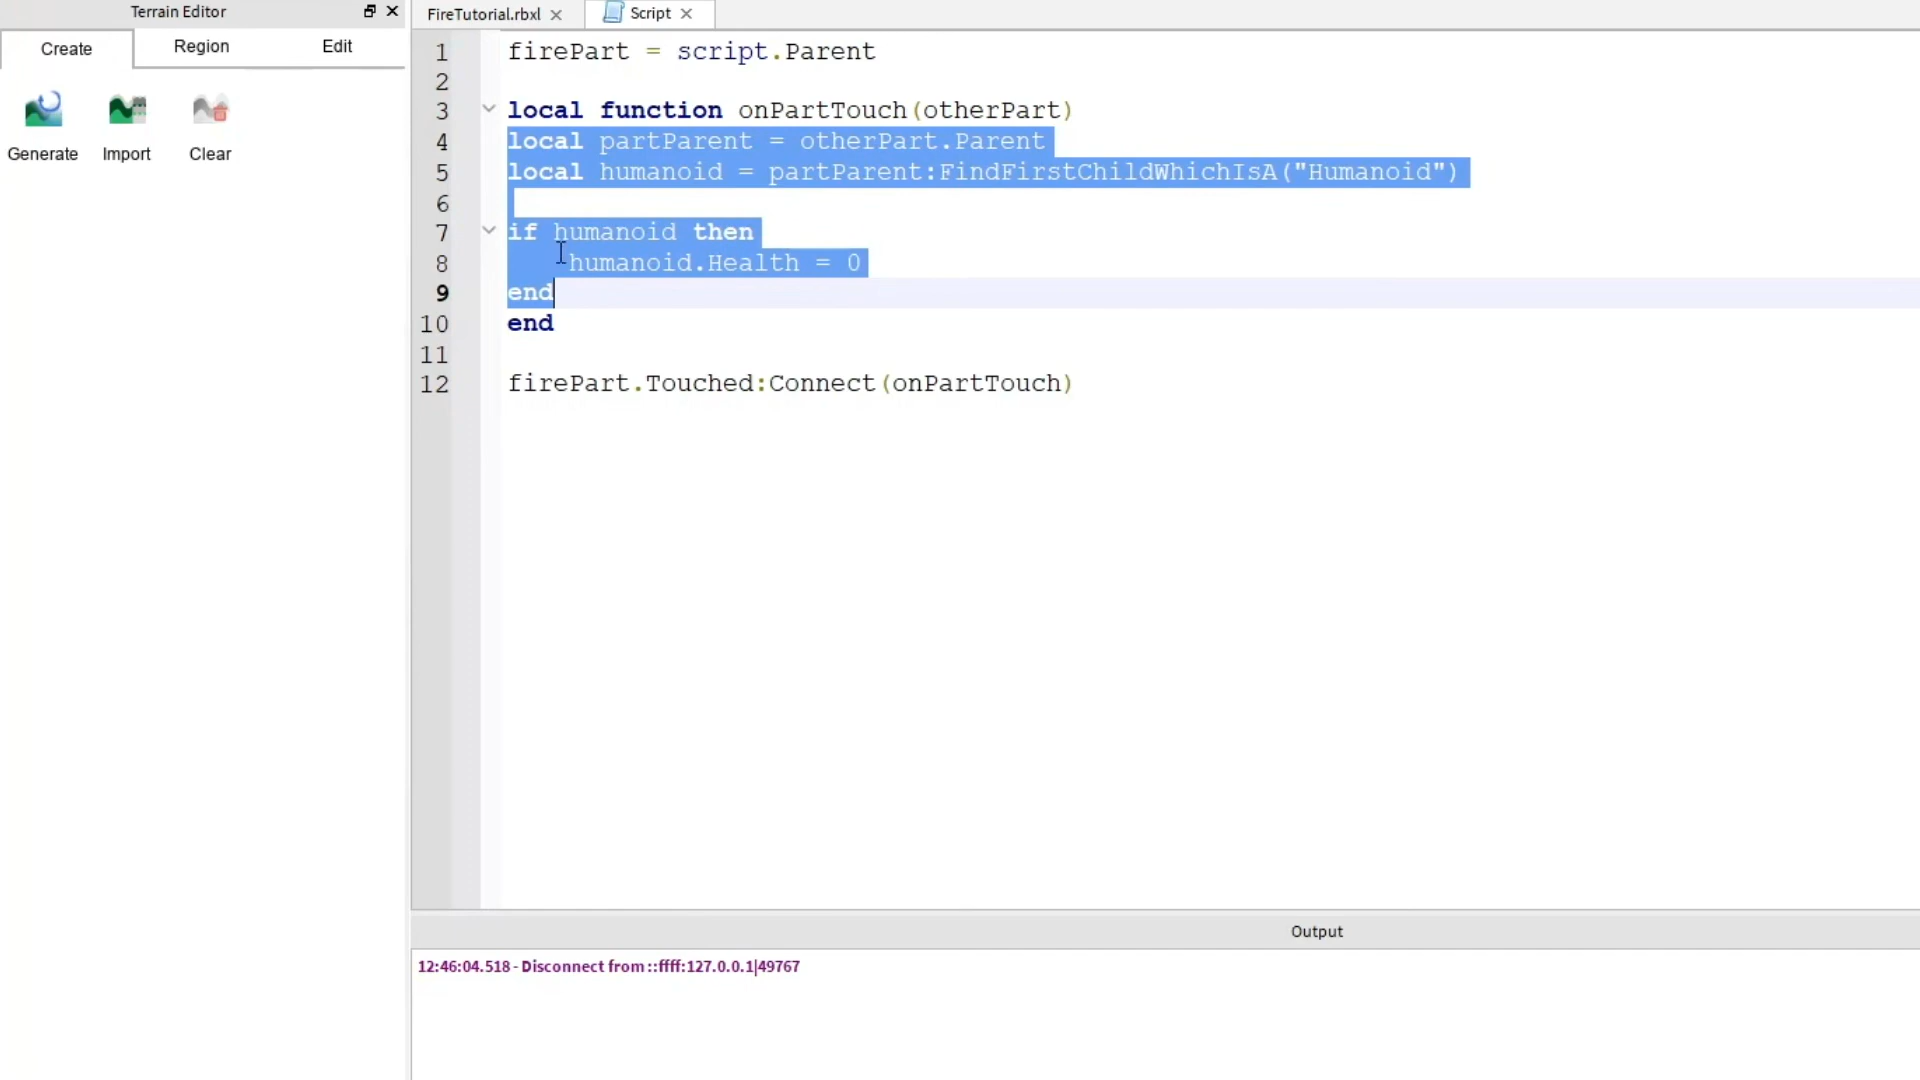 Terrain Editor
Create Region Edit
Generate Import Clear
FireTutorial.rbxl Script
1 firePart = script.Parent
2
3 local function onPartTouch(otherPart)
4 local partParent = otherPart.Parent
5 local humanoid = partParent:FindFirstChildWhichIsA("Humanoid")
6
7 if humanoid then
8 humanoid.Health = 0
9 end
10 end
11
12 firePart.Touched:Connect(onPartTouch)
Output
12:46:04.518 - Disconnect from ::ffff:127.0.0.1|49767